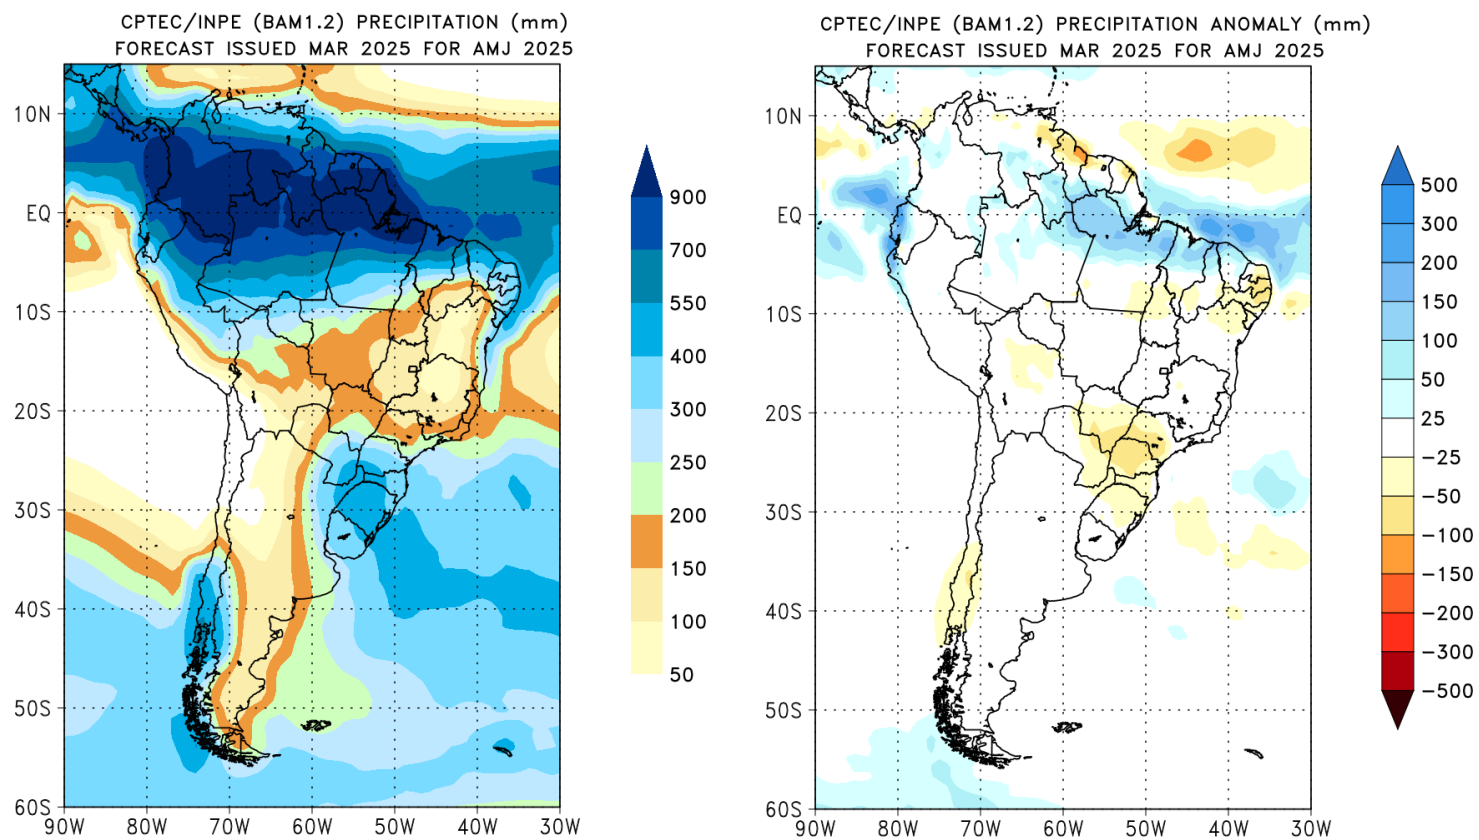 CPTEC/INPE (BAM1.2) PRECIPITATION (mm)
FORECAST ISSUED MAR 2025 FOR AMJ 2025
10N
EQ
10S
20S
30S
40S
50S
60S
90W 80W 70W 60W 50W 40W 30W
900
700
550
400
300
250
200
150
100
50
CPTEC/INPE (BAM1.2) PRECIPITATION ANOMALY (mm)
FORECAST ISSUED MAR 2025 FOR AMJ 2025
10N
EQ
10S
20S
30S
40S
50S
60S
90W 80W 70W 60W 50W 40W 30W
500
300
200
150
100
50
25
-25
-50
-100
-150
-200
-300
-500